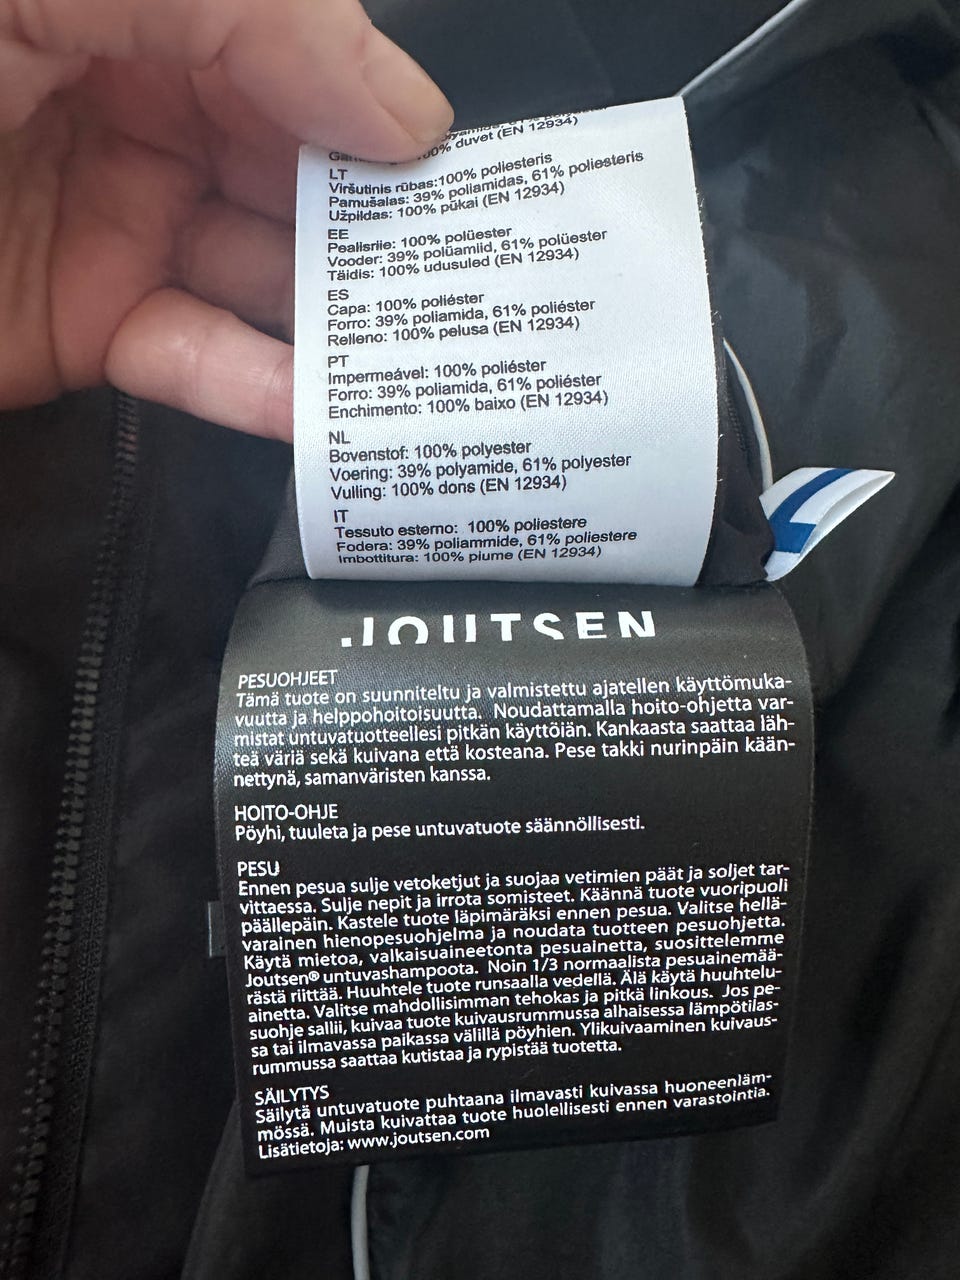 100% duvet (EN 12934)
LT
Viršutinis rūbas:100% poliesteris
Pamušalas: 39% poliamidas, 61% poliesteris
Užpildas: 100% pūkai (EN 12934)
EE
Pealisriie: 100% polüester
Vooder: 39% polüamiid, 61% polüester
Täidis: 100% udusuled (EN 12934)
ES
Capa: 100% poliéster
Forro: 39% poliamida, 61% poliéster
Relleno: 100% pelusa (EN 12934)
PT
Impermeável: 100% poliéster
Forro: 39% poliamida, 61% poliéster
Enchimento: 100% baixo (EN 12934)
NL
Bovenstof: 100% polyester
Voering: 39% polyamide, 61% polyester
Vulling: 100% dons (EN 12934)
IT
Tessuto esterno: 100% poliestere
Fodera: 39% poliammide, 61% poliestere
Imbottitura: 100% piume (EN 12934)
JOUTSEN
PESUOHJEET
Tämä tuote on suunniteltu ja valmistettu ajatellen käyttömuka-
vuutta ja helppohoitoisuutta. Noudattamalla hoito-ohjetta var-
mistat untuvatuotteellesi pitkän käyttöiän. Kankaasta saattaa läh-
teä väriä sekä kuivana että kosteana. Pese takki nurinpäin kään-
nettynä, samanväristen kanssa.
HOITO-OHJE
Pöyhi, tuuleta ja pese untuvatuote säännöllisesti.
PESU
Ennen pesua sulje vetoketjut ja suojaa vetimien päät ja soljet tar-
vittaessa. Sulje nepit ja irrota somisteet. Käännä tuote vuoripuoli
päällepäin. Kastele tuote läpimäräksi ennen pesua. Valitse hellä-
varainen hienopesuohjelma ja noudata tuotteen pesuohjetta.
Käytä mietoa, valkaisuaineetonta pesuainetta, suosittelemme
Joutsen® untuvashampoota. Noin 1/3 normaalista pesuainemää-
rästä riittää. Huuhtele tuote runsaalla vedellä. Älä käytä huuhtelu-
ainetta. Valitse mahdollisimman tehokas ja pitkä linkous. Jos pe-
suohje sallii, kuivaa tuote kuivausrummussa alhaisessa lämpötilas-
sa tai ilmavassa paikassa välillä pöyhien. Ylikuivaaminen kuivaus-
rummussa saattaa kutistaa ja rypistää tuotetta.
SÄILYTYS
Säilytä untuvatuote puhtaana ilmavasti kuivassa huoneenläm-
mössä. Muista kuivattaa tuote huolellisesti ennen varastointia.
Lisätietoja: www.joutsen.com